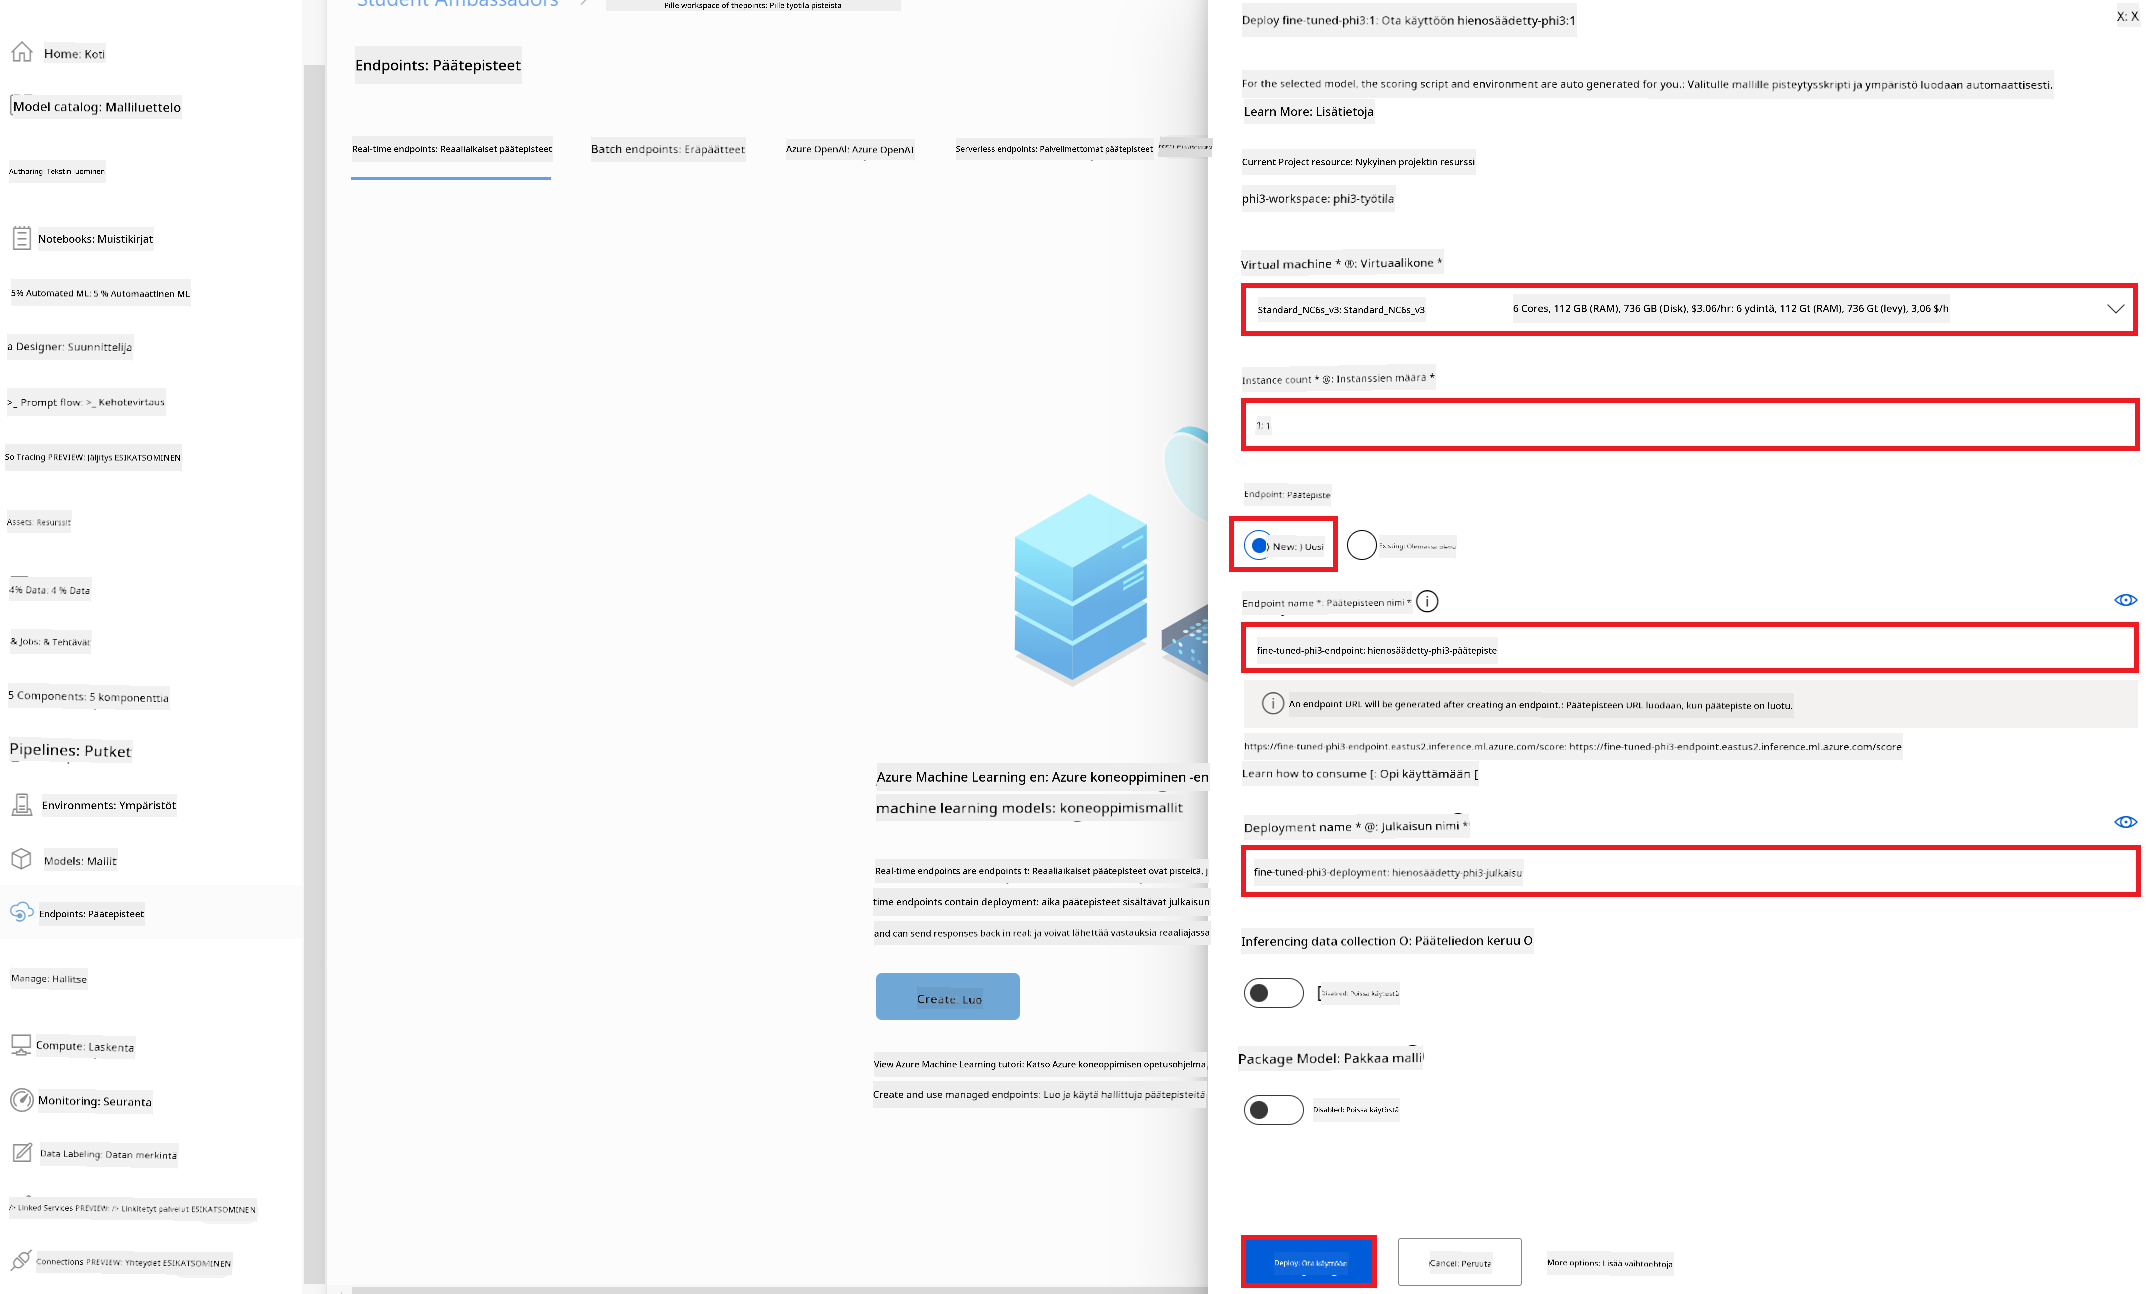 Student Ambassadors
Pille workspace of thepoints: Pille työtila pisteistä
Home: Koti
Model catalog: Malliluettelo
Authoring: Tekstin luominen
Notebooks: Muistikirjat
5% Automated ML: 5 % Automaattinen ML
a Designer: Suunnittelija
>_ Prompt flow: >_ Kehotevirtaus
So Tracing PREVIEW: Jäljitys ESIKATSOMINEN
Assets: Resurssit
4% Data: 4 % Data
& Jobs: & Tehtävät
5 Components: 5 komponenttia
Pipelines: Putket
Environments: Ympäristöt
Models: Mallit
Endpoints: Päätepisteet
Manage: Hallitse
Compute: Laskenta
Monitoring: Seuranta
Data Labeling: Datan merkintä
/> Linked Services PREVIEW: /> Linkitetyt palvelut ESIKATSOMINEN
Connections PREVIEW: Yhteydet ESIKATSOMINEN
Endpoints: Päätepisteet
Real-time endpoints: Reaaliaikaiset päätepisteet
Batch endpoints: Eräpäätteet
Azure OpenAI: Azure OpenAI
Serverless endpoints: Palvelimettomat päätepisteet
Azure Machine Learning en: Azure koneoppiminen -en
machine learning models: koneoppimismallit
Real-time endpoints are endpoints t: Reaaliaikaiset päätepisteet ovat pisteitä, j
time endpoints contain deployment: aika päätepisteet sisältävät julkaisun
and can send responses back in real: ja voivat lähettää vastauksia reaaliajassa
Create: Luo
View Azure Machine Learning tutori: Katso Azure koneoppimisen opetusohjelma
Create and use managed endpoints: Luo ja käytä hallittuja päätepisteitä
Deploy fine-tuned-phi3:1: Ota käyttöön hienosäädetty-phi3:1
X: X
For the selected model, the scoring script and environment are auto generated for you.: Valitulle mallille pisteytysskripti ja ympäristö luodaan automaattisesti.
Learn More: Lisätietoja
Current Project resource: Nykyinen projektin resurssi
phi3-workspace: phi3-työtila
Virtual machine * ®: Virtuaalikone *
Standard_NC6s_v3: Standard_NC6s_v3
6 Cores, 112 GB (RAM), 736 GB (Disk), $3.06/hr: 6 ydintä, 112 Gt (RAM), 736 Gt (levy), 3,06 $/h
Instance count * @: Instanssien määrä *
1: 1
Endpoint: Päätepiste
) New: ) Uusi
Existing: Olemassa oleva
Endpoint name *: Päätepisteen nimi *
fine-tuned-phi3-endpoint: hienosäädetty-phi3-päätepiste
An endpoint URL will be generated after creating an endpoint.: Päätepisteen URL luodaan, kun päätepiste on luotu.
https://fine-tuned-phi3-endpoint.eastus2.inference.ml.azure.com/score: https://fine-tuned-phi3-endpoint.eastus2.inference.ml.azure.com/score
Learn how to consume [: Opi käyttämään [
Deployment name * @: Julkaisun nimi *
fine-tuned-phi3-deployment: hienosäädetty-phi3-julkaisu
Inferencing data collection O: Pääteliedon keruu O
[Disabled: Poissa käytöstä
Package Model: Pakkaa malli
Disabled: Poissa käytöstä
Deploy: Ota käyttöön
Cancel: Peruuta
More options: Lisää vaihtoehtoja